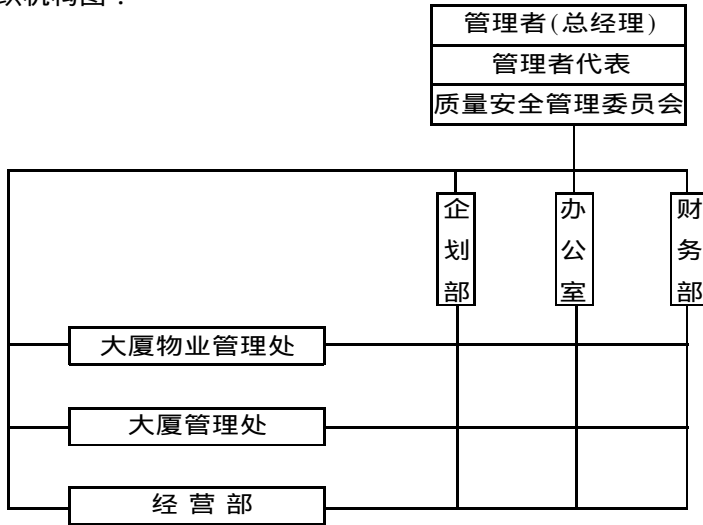 织机构图：
管理者(总经理)
管理者代表
质量安全管理委员会
企划部
办公室
财务部
大厦物业管理处
大厦管理处
经营部